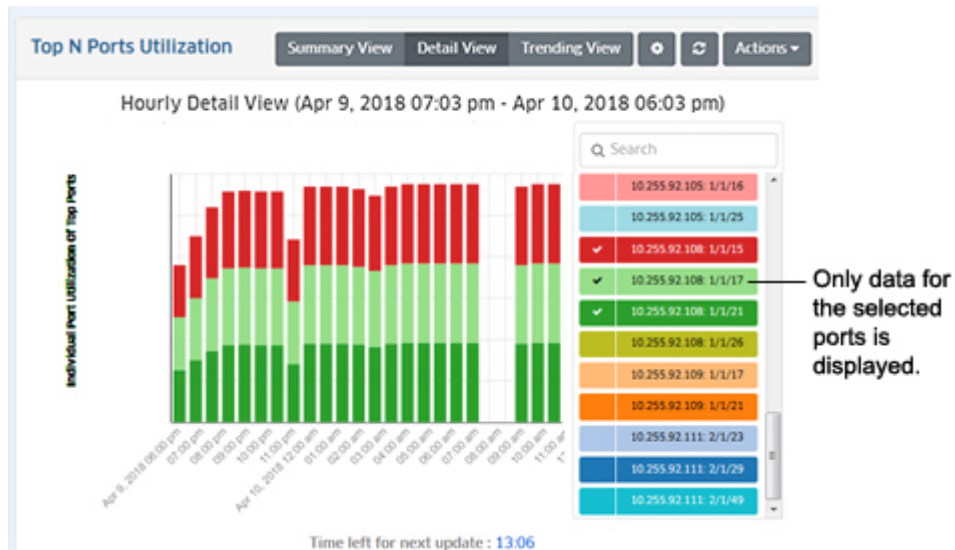 Top N Ports Utilization
Summary View Detail View Trending View Actions
Hourly Detail View (Apr 9, 2018 07:03 pm - Apr 10, 2018 06:03 pm)
Search
Individual Port Utilization Of Top Ports
10.255.92.105: 1/1/16
10.255.92.105: 1/1/25
10.255.92.108: 1/1/15
10.255.92.108: 1/1/17
10.255.92.108: 1/1/21
10.255.92.108: 1/1/26
10.255.92.109: 1/1/17
10.255.92.109: 1/1/21
10.255.92.111: 2/1/23
10.255.92.111: 2/1/29
10.255.92.111: 2/1/49
Only data for
the selected
ports is
displayed.
Apr 9, 2018 06:00 pm
07:00 pm
08:00 pm
09:00 pm
10:00 pm
11:00 pm
Apr 10, 2018 12:00 am
01:00 am
02:00 am
03:00 am
04:00 am
05:00 am
06:00 am
07:00 am
08:00 am
09:00 am
10:00 am
11:00 am
Time left for next update : 13:06